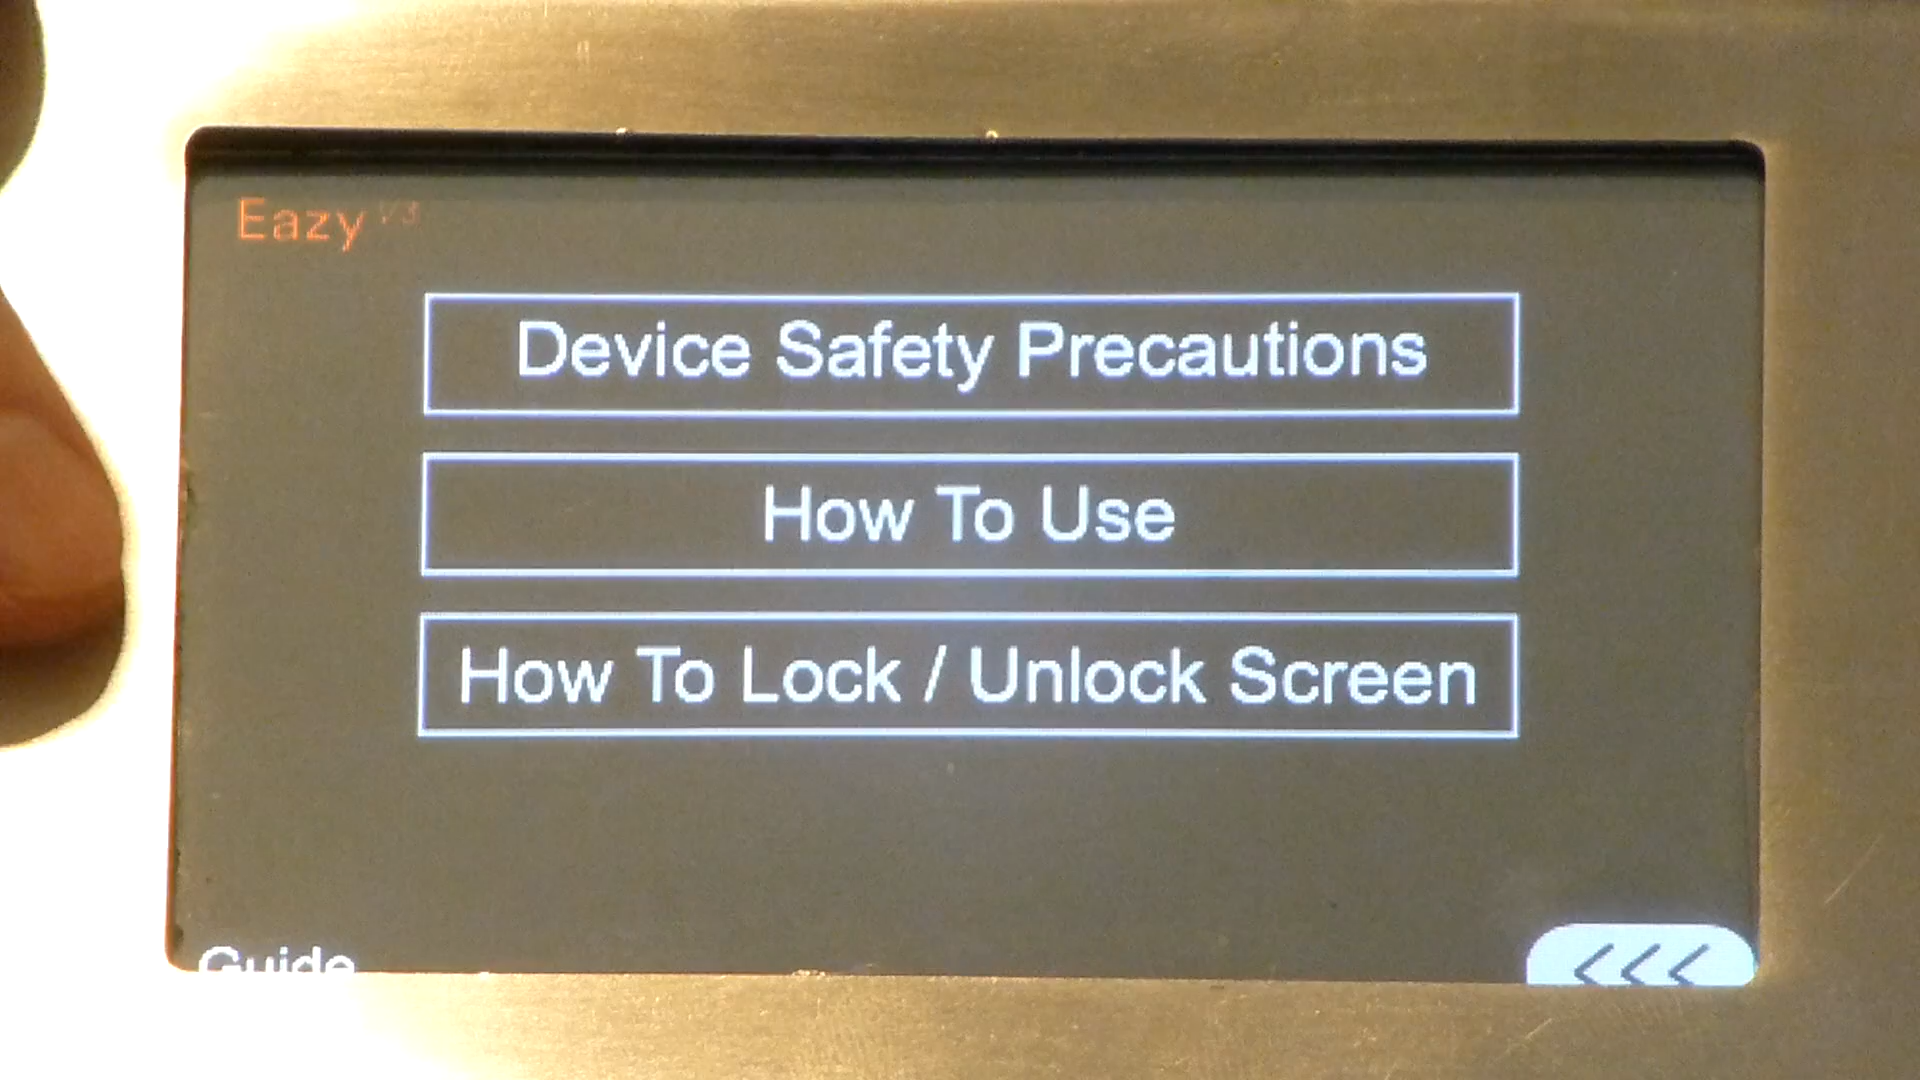 Eazy V3
Device Safety Precautions
How To Use
How To Lock / Unlock Screen
Guide
<<<